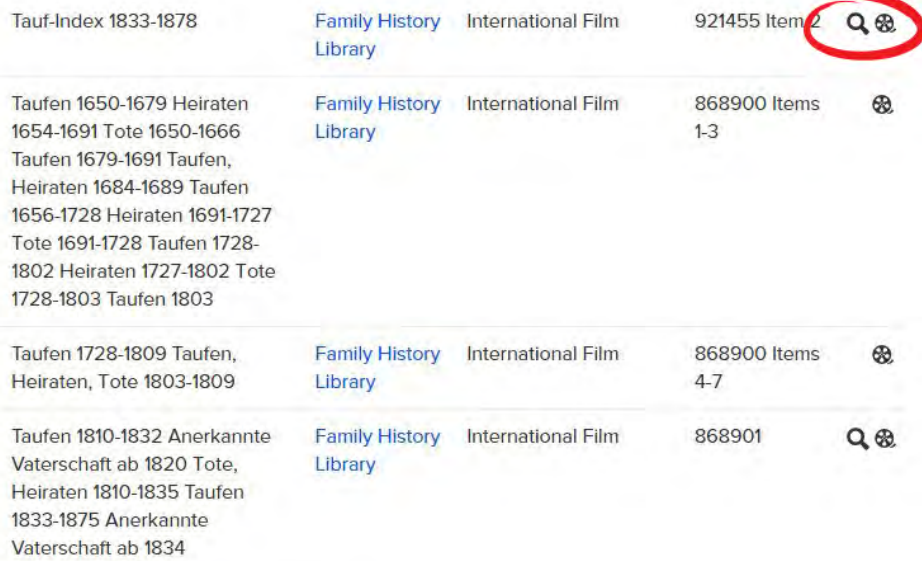 Tauf-Index 1833-1878 Family History International Film 921455 Item 2
Library
Taufen 1650-1679 Heiraten Family History International Film 868900 Items
1654-1691 Tote 1650-1666 Library 1-3
Taufen 1679-1691 Taufen,
Heiraten 1684-1689 Taufen
1656-1728 Heiraten 1691-1727
Tote 1691-1728 Taufen 1728-
1802 Heiraten 1727-1802 Tote
1728-1803 Taufen 1803
Taufen 1728-1809 Taufen, Family History International Film 868900 Items
Heiraten, Tote 1803-1809 Library 4-7
Taufen 1810-1832 Anerkannte Family History International Film 868901
Vaterschaft ab 1820 Tote, Library
Heiraten 1810-1835 Taufen
1833-1875 Anerkannte
Vaterschaft ab 1834